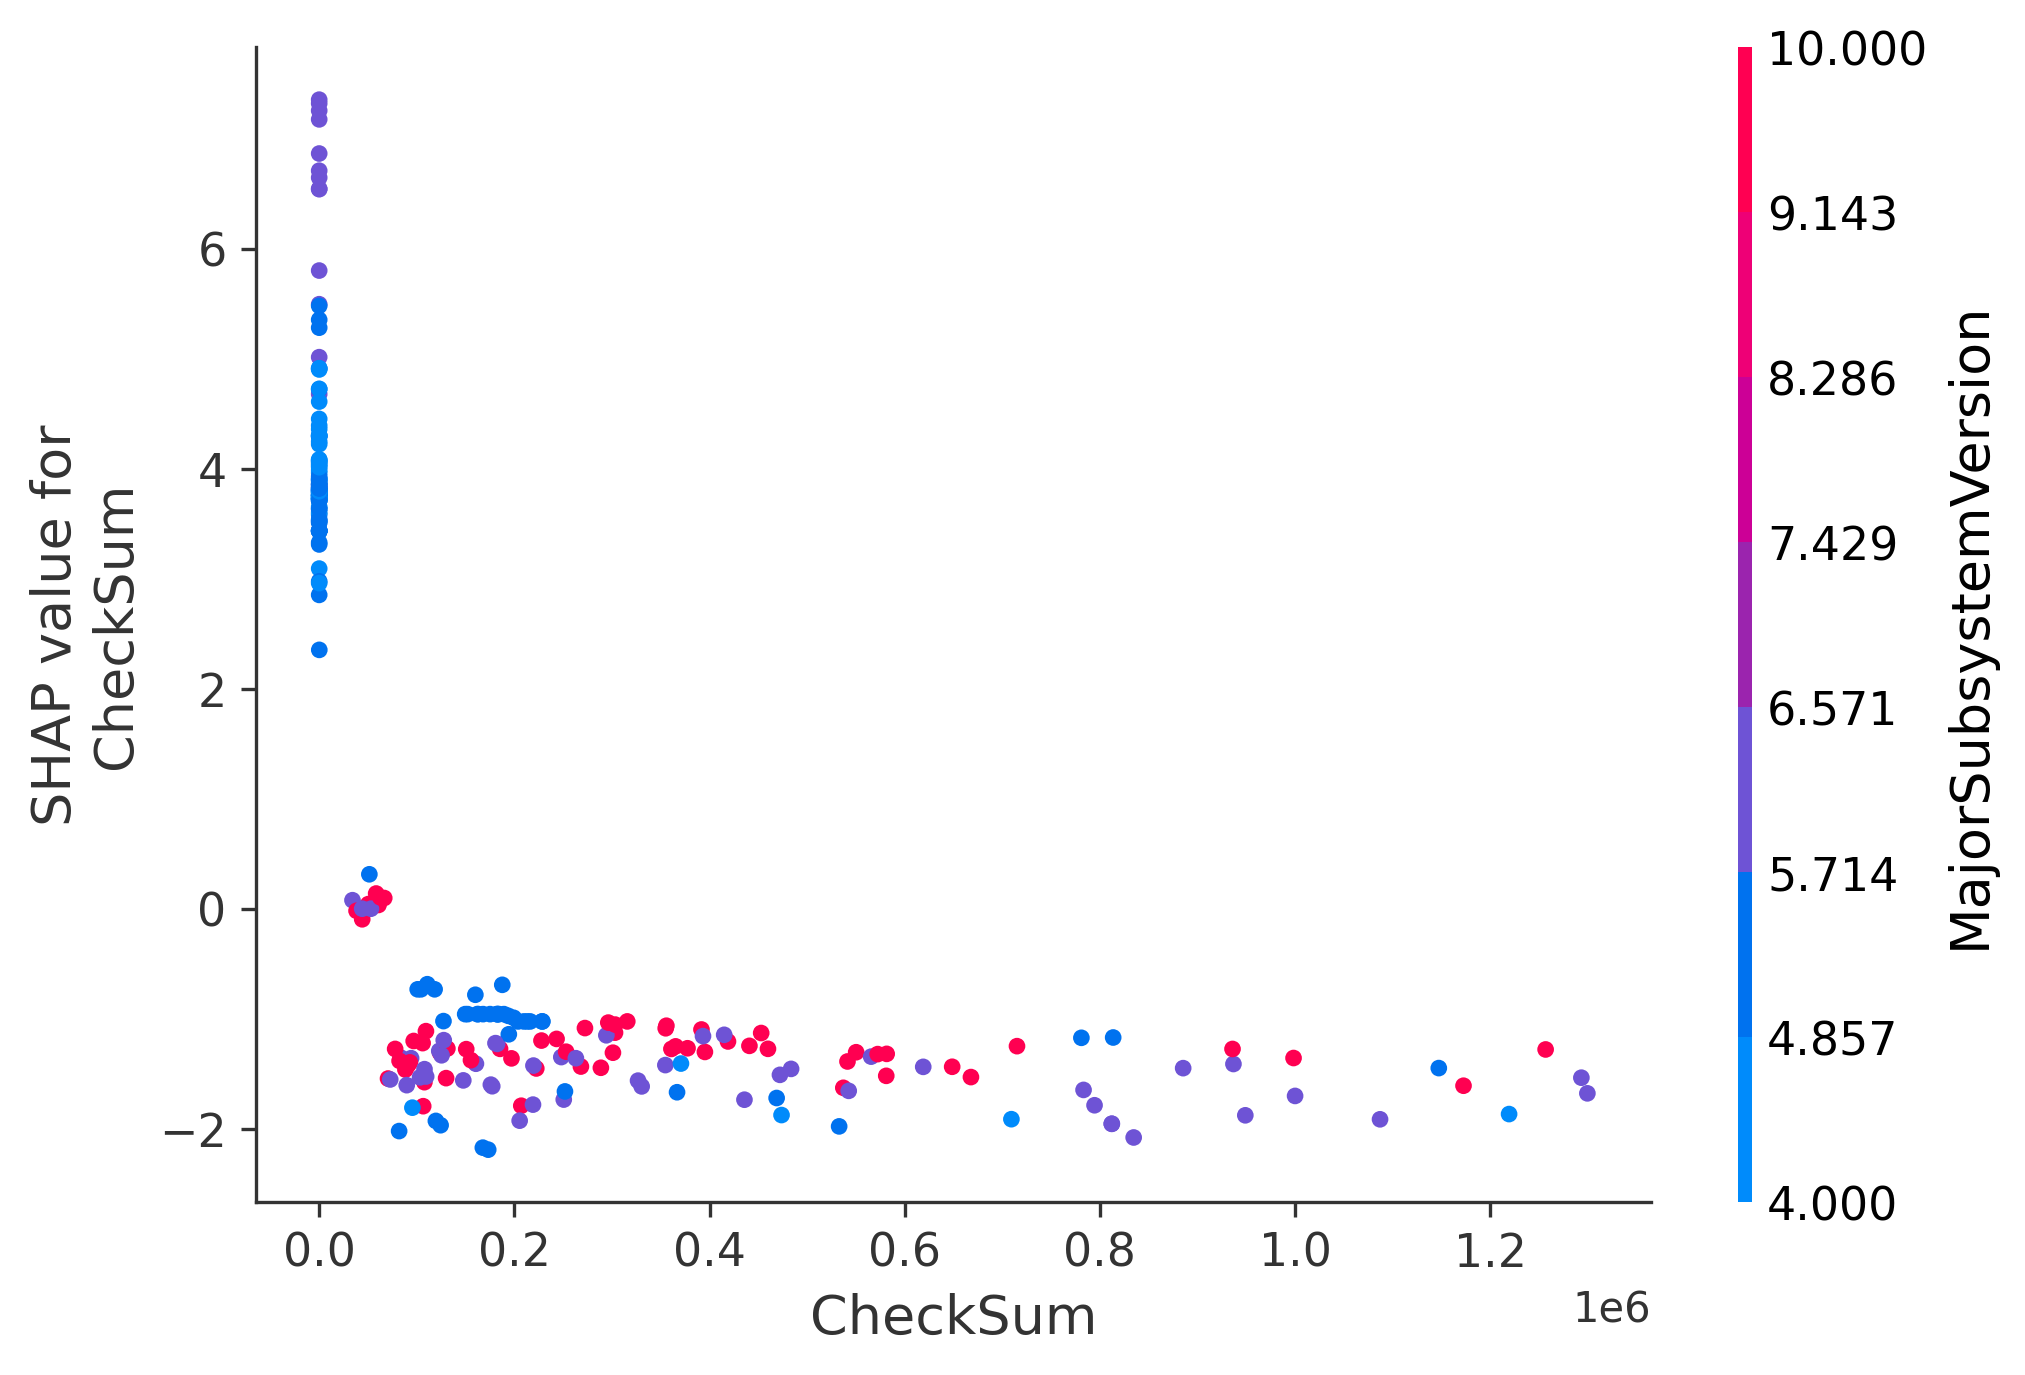 SHAP value for
CheckSum
6
4
2
0
−2
0.0 0.2 0.4 0.6 0.8 1.0 1.2
1e6
CheckSum
10.000
9.143
8.286
7.429
6.571
5.714
4.857
4.000
MajorSubsystemVersion